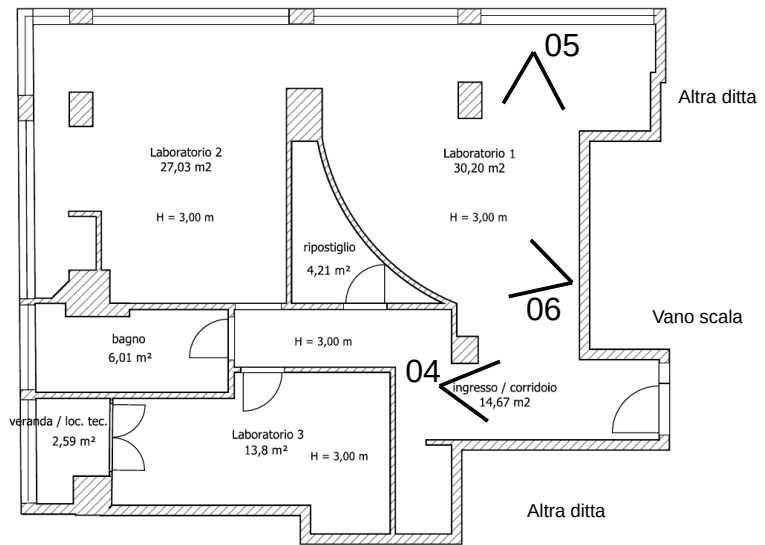 05
Altra ditta
Laboratorio 2
27,03 m2
Laboratorio 1
30,20 m2
H = 3,00 m
H = 3,00 m
ripostiglio
4,21 m²
06
Vano scala
bagno
6,01 m²
H = 3,00 m
04
ingresso / corridoio
14,67 m2
veranda / loc. tec.
2,59 m²
Laboratorio 3
13,8 m²
H = 3,00 m
Altra ditta